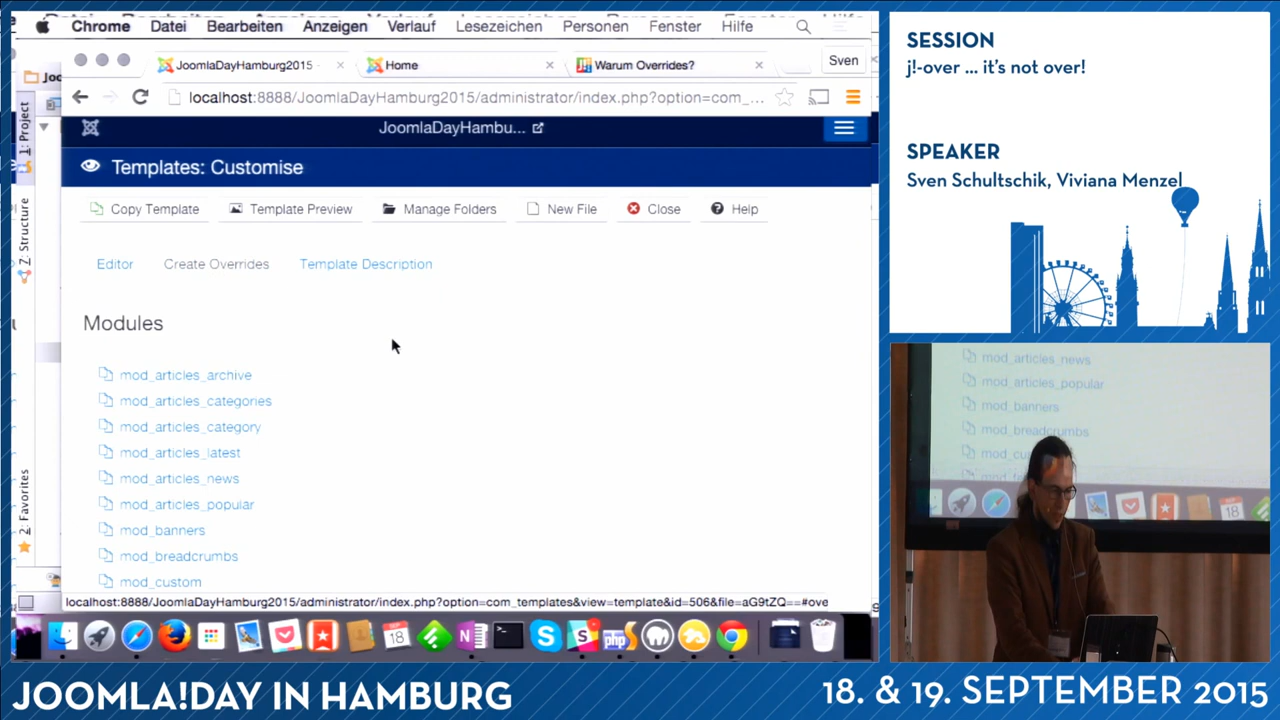 Chrome Datei Bearbeiten Anzeigen Verlauf Lesezeichen Personen Fenster Hilfe
JoomlaDayHamburg2015 Home Warum Overrides? Sven
localhost:8888/JoomlaDayHamburg2015/administrator/index.php?option=com_...
JoomlaDayHambu...
Templates: Customise
Copy Template Template Preview Manage Folders New File Close Help
Editor Create Overrides Template Description
Modules
mod_articles_archive
mod_articles_categories
mod_articles_category
mod_articles_latest
mod_articles_news
mod_articles_popular
mod_banners
mod_breadcrumbs
mod_custom
localhost:8888/JoomlaDayHamburg2015/administrator/index.php?option=com_templates&view=template&id=506&file=aG9tZQ==#ove
1: Project
Z: Structure
2: Favorites
SEP
18
php
SESSION
j!-over ... it's not over!
SPEAKER
Sven Schultschik, Viviana Menzel
mod_articles_news
mod_articles_popular
mod_banners
mod_breadcrumbs
18
JOOMLA!DAY IN HAMBURG
18. & 19. SEPTEMBER 2015